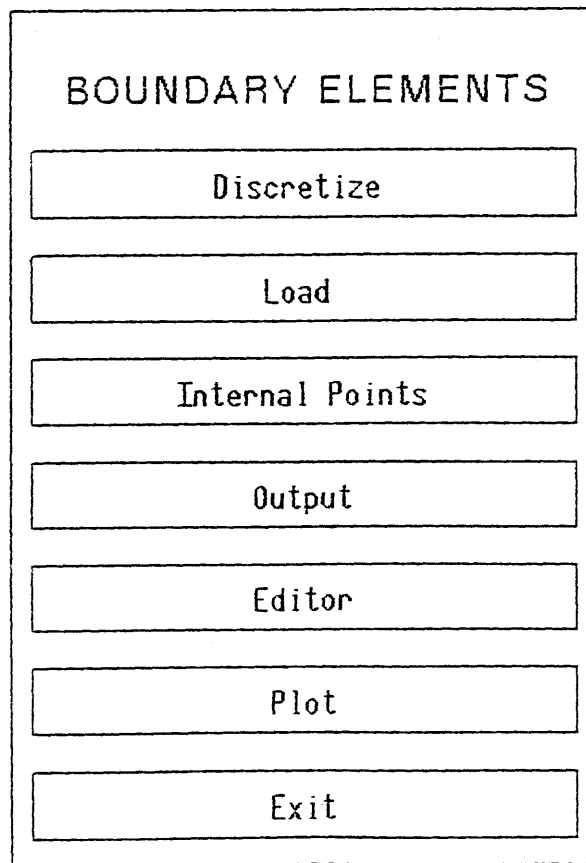 BOUNDARY ELEMENTS
Discretize
Load
Internal Points
Output
Editor
Plot
Exit